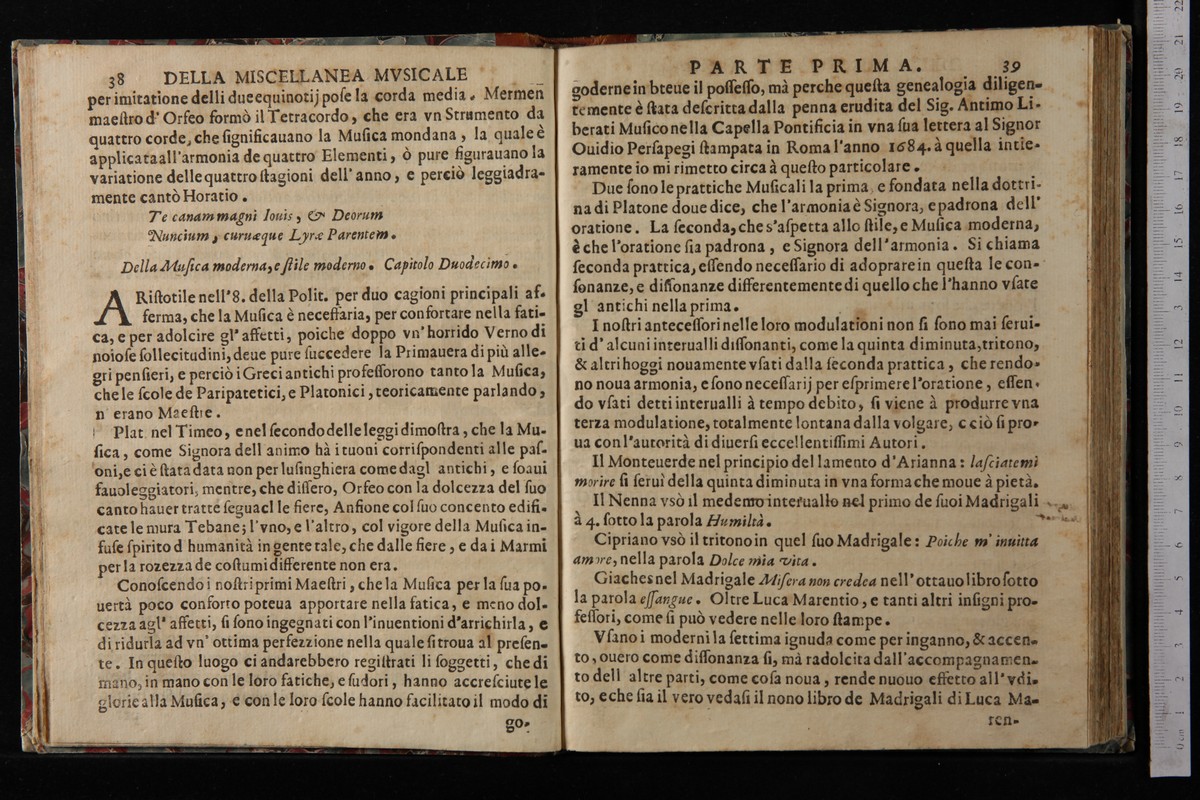 38 DELLA MISCELLANEA MVSICALE
per imitatione delli due equinotij pose la corda media. Mermen
maeſtro d' Orfeo formò il Tetracordo, che era vn Strumento da
quattro corde, che ſignificauano la Muſica mondana, la quale è
applicata all'armonia de quattro Elementi, ò pure figurauano la
variatione delle quattro ſtagioni dell' anno, e perciò leggiadra-
mente cantò Horatio.
Te canam magni Iouis, & Deorum
Nuncium, curuæque Lyræ Parentem.
Della Muſica moderna, e ſtile moderno. Capitolo Duodecimo.
ARiſtotile nell'8. della Polit. per duo cagioni principali af-
ferma, che la Muſica è neceſſaria, per confortare nella fati-
ca, e per adolcire gl' affetti, poiche doppo vn' horrido Verno di
noioſe ſollecitudini, deue pure ſuccedere la Primauera di più alle-
gri penſieri, e perciò i Greci antichi profeſſorono tanto la Muſica,
che le ſcole de Paripatetici, e Platonici, teoricamente parlando,
n erano Maeſtre.
Plat. nel Timeo, e nel ſecondo delle leggi dimoſtra, che la Mu-
ſica, come Signora dell animo hà i tuoni corriſpondenti alle paſ-
oni, e ci è ſtata data non per luſinghiera come dagl antichi, e ſoaui
fauoleggiatori, mentre, che differo, Orfeo con la dolcezza del ſuo
canto hauer tratte ſeguaci le fiere, Anfione col ſuo concento edifi-
cate le mura Tebane; l'vno, e l'altro, col vigore della Muſica in-
fuſe ſpirito d humanità in gente tale, che dalle fiere, e da i Marmi
per la rozezza de coſtumi differente non era.
Conoſcendo i noſtri primi Maeſtri, che la Muſica per la ſua po-
uertà poco conforto poteua apportare nella fatica, e meno dol-
cezza agl' affetti, ſi ſono ingegnati con l'inuentioni d'arrichirla, e
di ridurla ad vn' ottima perfezzione nella quale ſi troua al preſen-
te. In queſto luogo ci andarebbero regiſtrati li ſoggetti, che di
mano, in mano con le loro fatiche, e ſudori, hanno accreſciute le
glorie alla Muſica, e con le loro ſcole hanno facilitato il modo di
go-
PARTE PRIMA. 39
goderne in bteue il poſſeſſo, mà perche queſta genealogia diligen-
temente è ſtata deſcritta dalla penna erudita del Sig. Antimo Li-
berati Muſico nella Capella Pontificia in vna ſua lettera al Signor
Ouidio Perſapegi ſtampata in Roma l'anno 1684. à quella intie-
ramente io mi rimetto circa à queſto particolare.
Due ſono le prattiche Muſicali la prima e fondata nella dottri-
na di Platone doue dice, che l'armonia è Signora, e padrona dell'
oratione. La ſeconda, che s'aſpetta allo ſtile, e Muſica moderna,
è che l'oratione ſia padrona, e Signora dell'armonia. Si chiama
ſeconda prattica, eſſendo neceſſario di adoprare in queſta le con-
ſonanze, e diſſonanze differentemente di quello che l'hanno vſate
gl antichi nella prima.
I noſtri anteceſſori nelle loro modulationi non ſi ſono mai ſerui-
ti d' alcuni interualli diſſonanti, come la quinta diminuta, tritono,
& altri hoggi nouamente vſati dalla ſeconda prattica, che rendo-
no noua armonia, e ſono neceſſarij per eſprimere l'oratione, eſſen-
do vſati detti interualli à tempo debito, ſi viene à produrre vna
terza modulatione, totalmente lontana dalla volgare, e ciò ſi pro-
ua con l'autorità di diuerſi eccellentiſſimi Autori.
Il Monteuerde nel principio del lamento d'Arianna: laſciatemi
morire ſi ſeruì della quinta diminuta in vna forma che moue à pietà.
Il Nenna vsò il medemo interuallo nel primo de ſuoi Madrigali
à 4. ſotto la parola Humiltà.
Cipriano vsò il tritono in quel ſuo Madrigale: Poiche m' inuitta
amore, nella parola Dolce mia vita.
Giaches nel Madrigale Miſera non credea nell' ottauo libro ſotto
la parola eſſangue. Oltre Luca Marentio, e tanti altri inſigni pro-
feſſori, come ſi può vedere nelle loro ſtampe.
Vſano i moderni la ſettima ignuda come per inganno, & accen-
to, ouero come diſſonanza ſi, mà radolcita dall'accompagnamen-
to dell altre parti, come coſa noua, rende nuouo effetto all'vdi-
to, e che ſia il vero vedaſi il nono libro de Madrigali di Luca Ma-
ren-